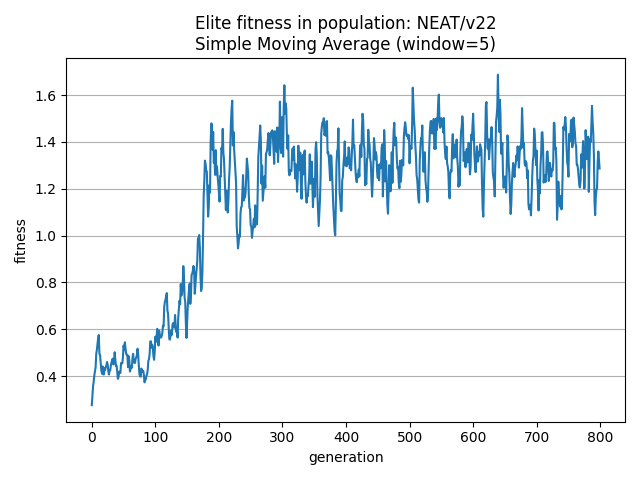 Elite fitness in population: NEAT/v22
Simple Moving Average (window=5)
fitness
1.6
1.4
1.2
1.0
0.8
0.6
0.4
0 100 200 300 400 500 600 700 800
generation